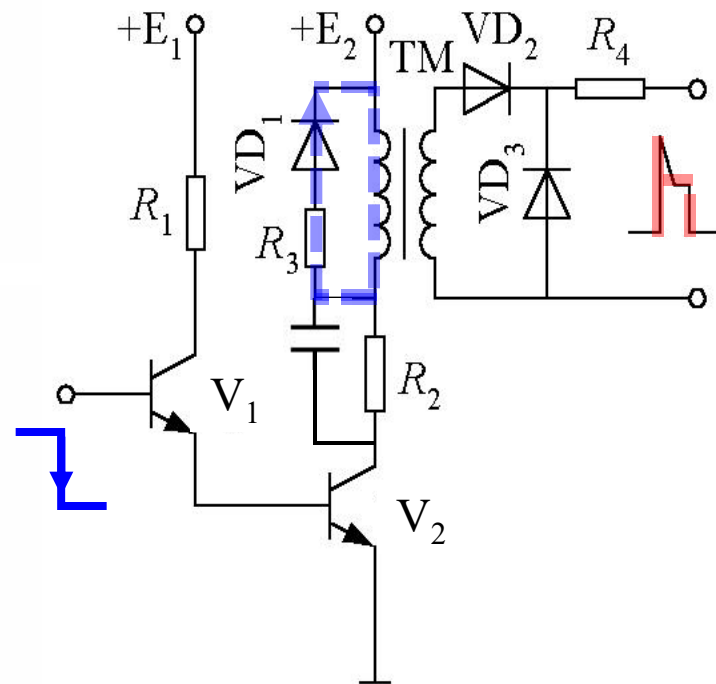 +E₁
+E₂
TM
VD₂
R₄
VD₁
VD₃
R₁
R₃
R₂
V₁
V₂